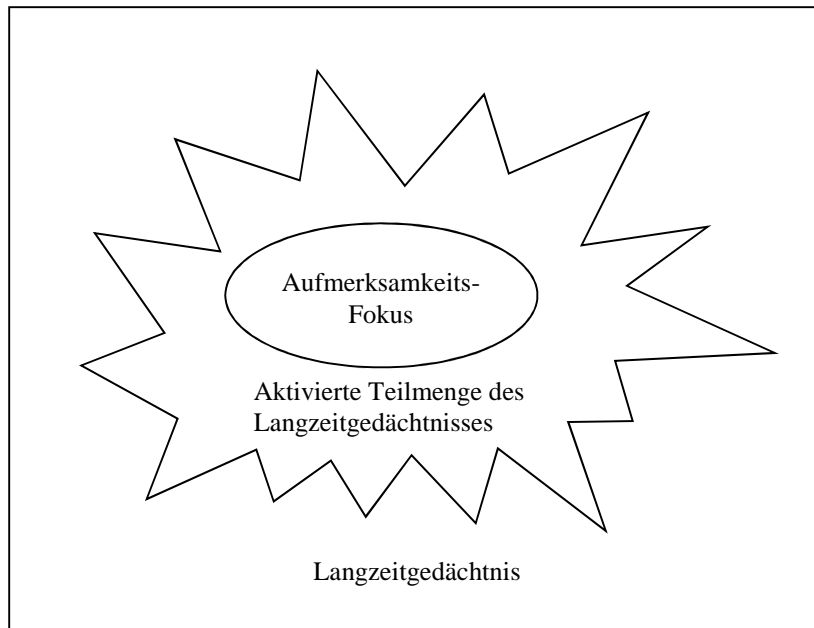 Aufmerksamkeits-
Fokus
Aktivierte Teilmenge des
Langzeitgedächtnisses
Langzeitgedächtnis